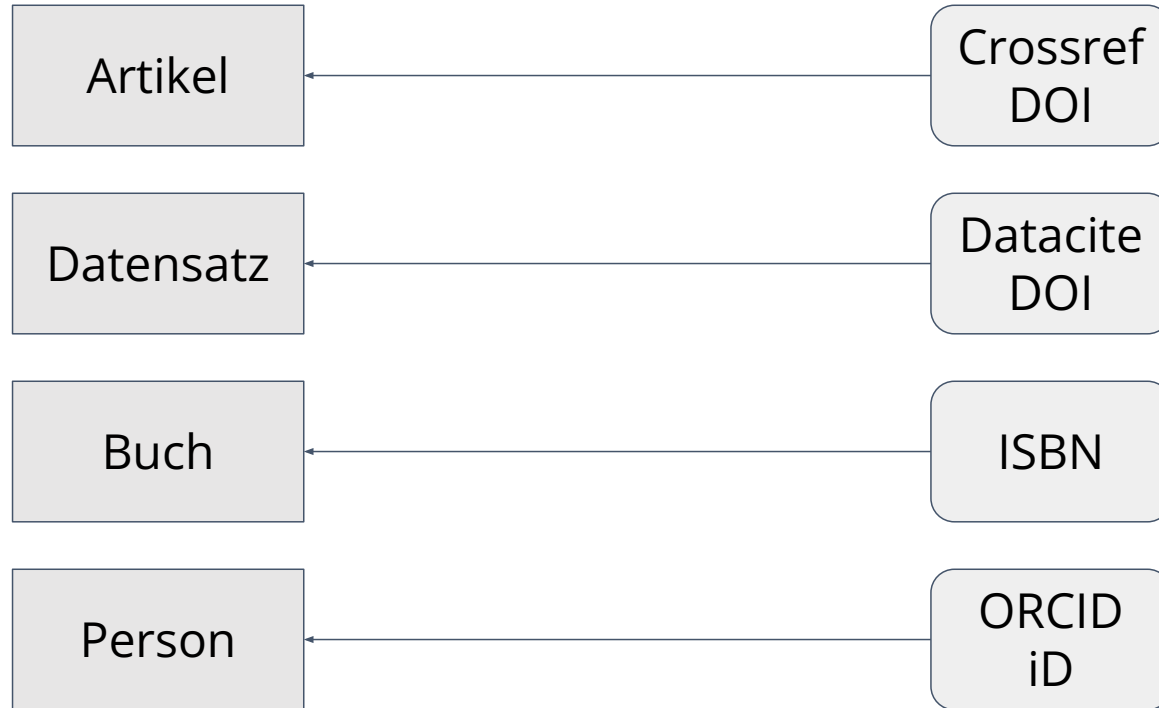 Artikel
Crossref
DOI
Datensatz
Datacite
DOI
Buch
ISBN
Person
ORCID
iD